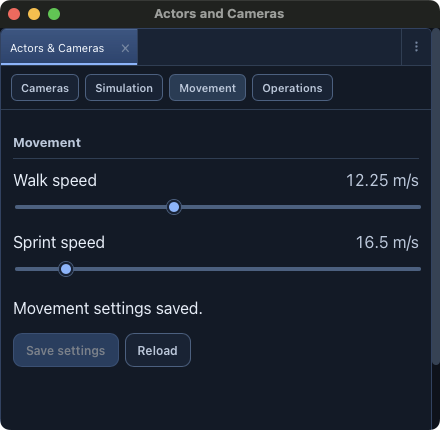 Actors and Cameras
Actors & Cameras
Cameras Simulation Movement Operations
Movement
Walk speed 12.25 m/s
Sprint speed 16.5 m/s
Movement settings saved.
Save settings Reload